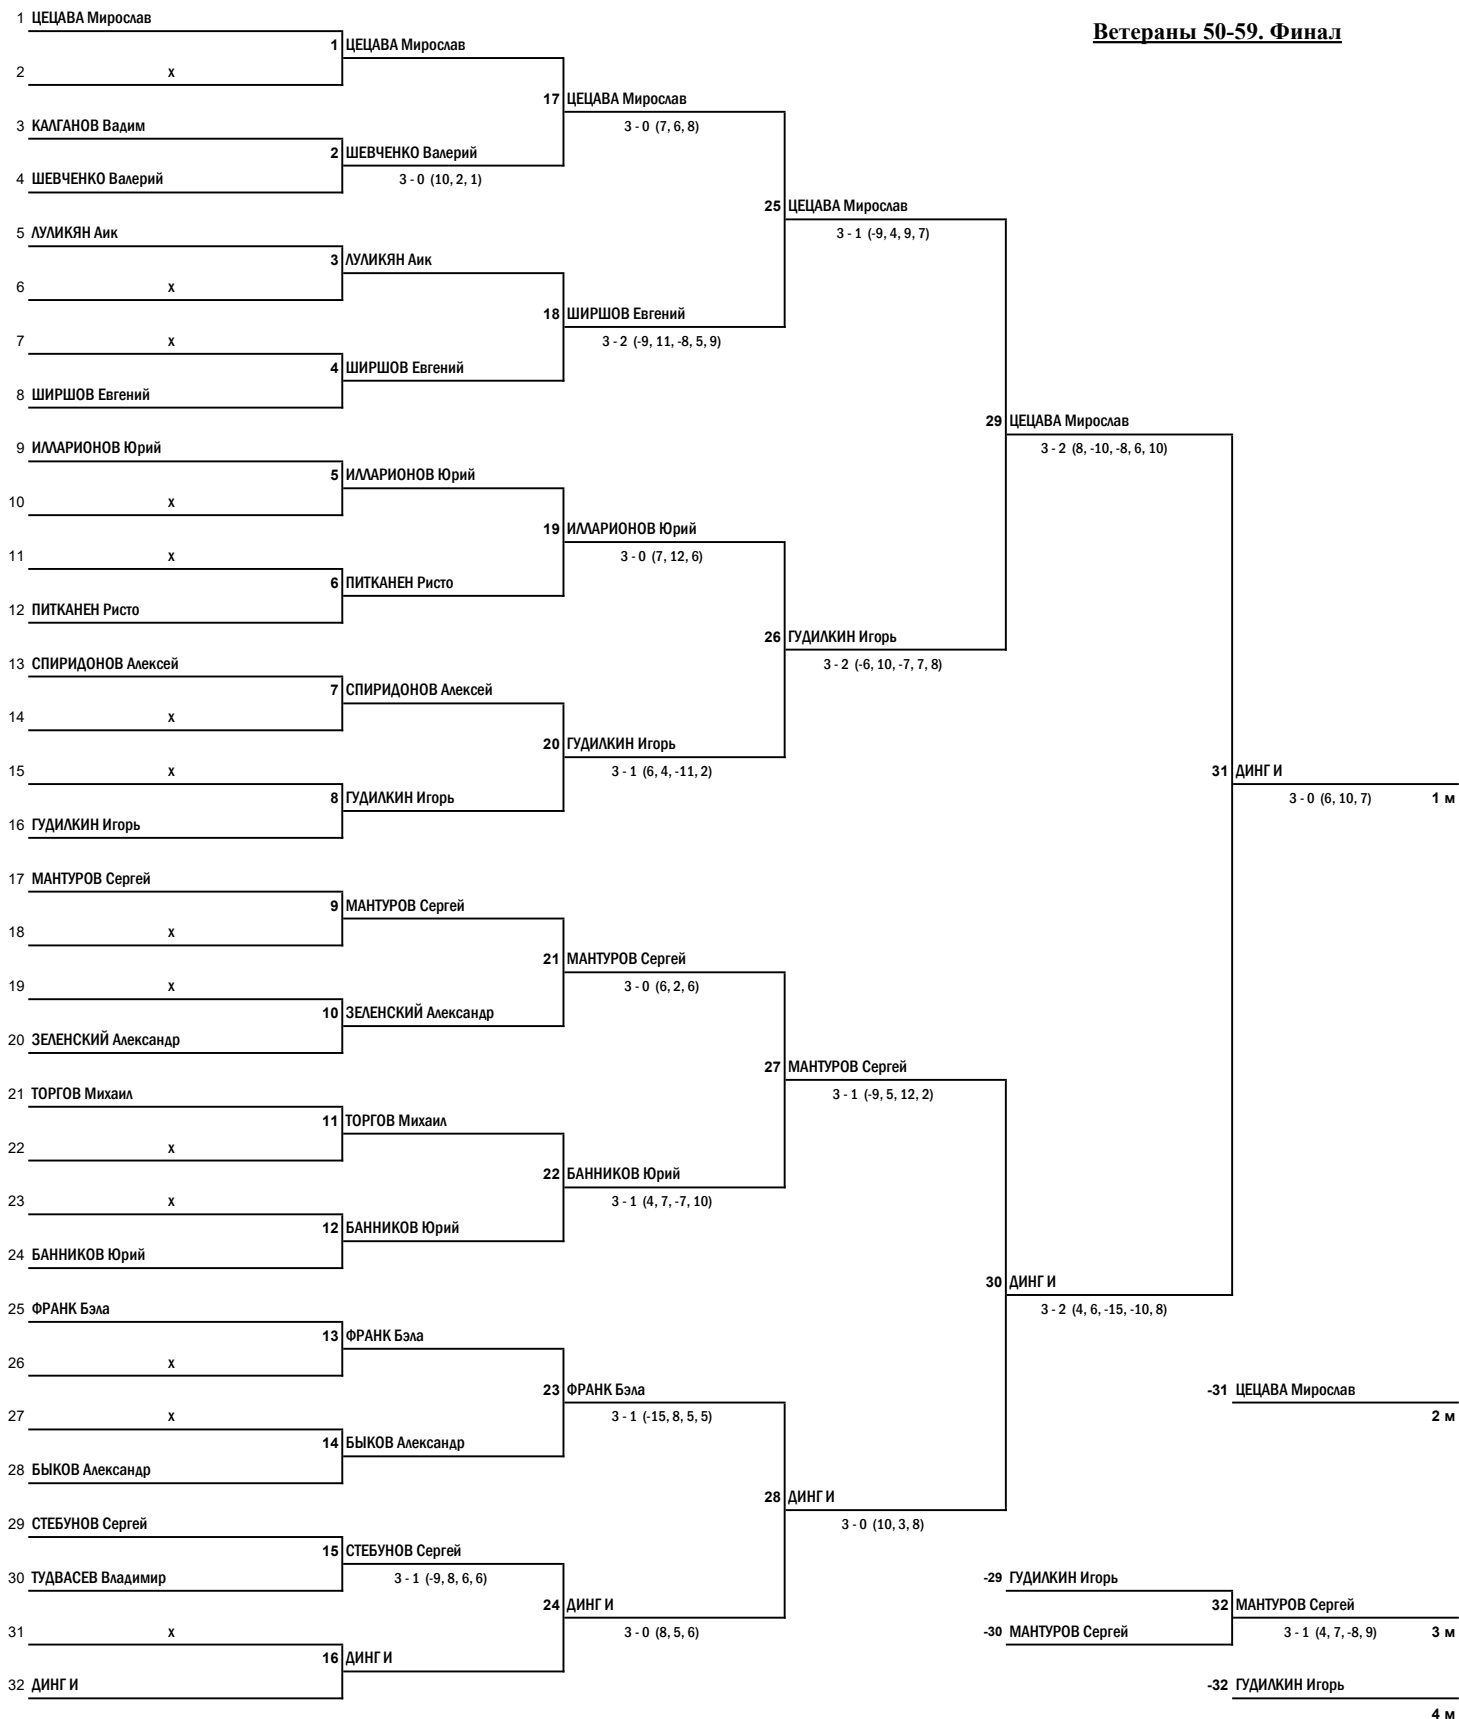 Ветераны 50-59. Финал
1 ЦЕЦАВА Мирослав
1 ЦЕЦАВА Мирослав
2 x
17 ЦЕЦАВА Мирослав
3 - 0 (7, 6, 8)
3 КАЛГАНОВ Вадим
2 ШЕВЧЕНКО Валерий
3 - 0 (10, 2, 1)
4 ШЕВЧЕНКО Валерий
25 ЦЕЦАВА Мирослав
3 - 1 (-9, 4, 9, 7)
5 ЛУЛИКЯН Аик
3 ЛУЛИКЯН Аик
6 x
18 ШИРШОВ Евгений
3 - 2 (-9, 11, -8, 5, 9)
7 x
4 ШИРШОВ Евгений
8 ШИРШОВ Евгений
29 ЦЕЦАВА Мирослав
3 - 2 (8, -10, -8, 6, 10)
9 ИЛЛАРИОНОВ Юрий
5 ИЛЛАРИОНОВ Юрий
10 x
19 ИЛЛАРИОНОВ Юрий
3 - 0 (7, 12, 6)
11 x
6 ПИТКАНЕН Ристо
12 ПИТКАНЕН Ристо
26 ГУДИЛКИН Игорь
3 - 2 (-6, 10, -7, 7, 8)
13 СПИРИДОНОВ Алексей
7 СПИРИДОНОВ Алексей
14 x
20 ГУДИЛКИН Игорь
3 - 1 (6, 4, -11, 2)
15 x
8 ГУДИЛКИН Игорь
16 ГУДИЛКИН Игорь
31 ДИНГ И
3 - 0 (6, 10, 7) 1 м
17 МАНТУРОВ Сергей
9 МАНТУРОВ Сергей
18 x
21 МАНТУРОВ Сергей
3 - 0 (6, 2, 6)
19 x
10 ЗЕЛЕНСКИЙ Александр
20 ЗЕЛЕНСКИЙ Александр
27 МАНТУРОВ Сергей
3 - 1 (-9, 5, 12, 2)
21 ТОРГОВ Михаил
11 ТОРГОВ Михаил
22 x
22 БАННИКОВ Юрий
3 - 1 (4, 7, -7, 10)
23 x
12 БАННИКОВ Юрий
24 БАННИКОВ Юрий
30 ДИНГ И
3 - 2 (4, 6, -15, -10, 8)
25 ФРАНК Бэла
13 ФРАНК Бэла
26 x
23 ФРАНК Бэла
3 - 1 (-15, 8, 5, 5)
-31 ЦЕЦАВА Мирослав
2 м
27 x
14 БЫКОВ Александр
28 БЫКОВ Александр
28 ДИНГ И
3 - 0 (10, 3, 8)
29 СТЕБУНОВ Сергей
15 СТЕБУНОВ Сергей
3 - 1 (-9, 8, 6, 6)
30 ТУДВАСЕВ Владимир
24 ДИНГ И
3 - 0 (8, 5, 6)
31 x
16 ДИНГ И
32 ДИНГ И
-29 ГУДИЛКИН Игорь
32 МАНТУРОВ Сергей
3 - 1 (4, 7, -8, 9) 3 м
-30 МАНТУРОВ Сергей
-32 ГУДИЛКИН Игорь
4 м